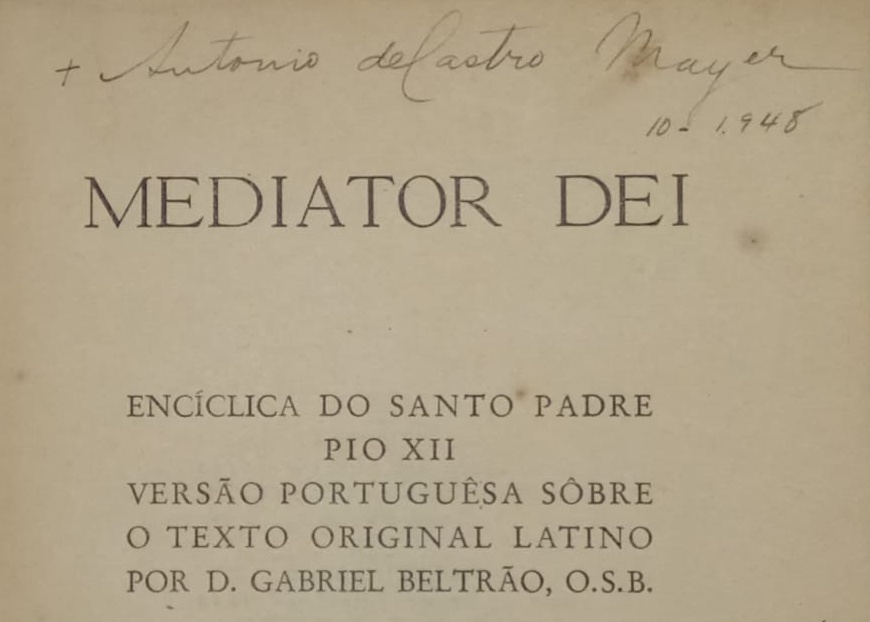 + Antonio de Castro Mayer
10 - 1.948
MEDIATOR DEI
ENCÍCLICA DO SANTO PADRE
PIO XII
VERSÃO PORTUGUÊSA SÔBRE
O TEXTO ORIGINAL LATINO
POR D. GABRIEL BELTRÃO, O.S.B.